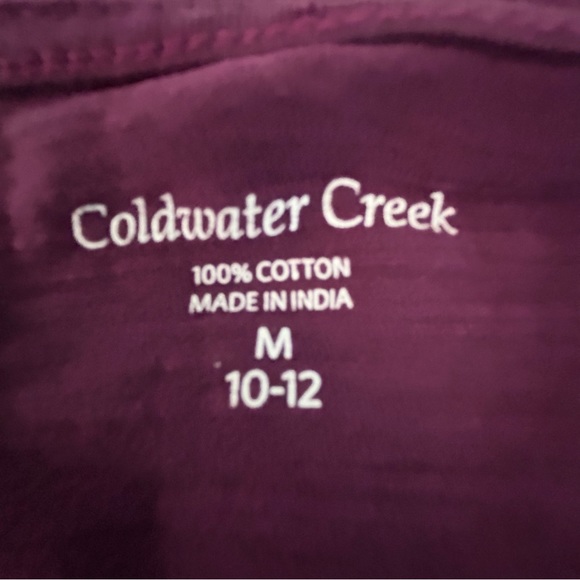 Coldwater Creek
100% COTTON
MADE IN INDIA
M
10-12